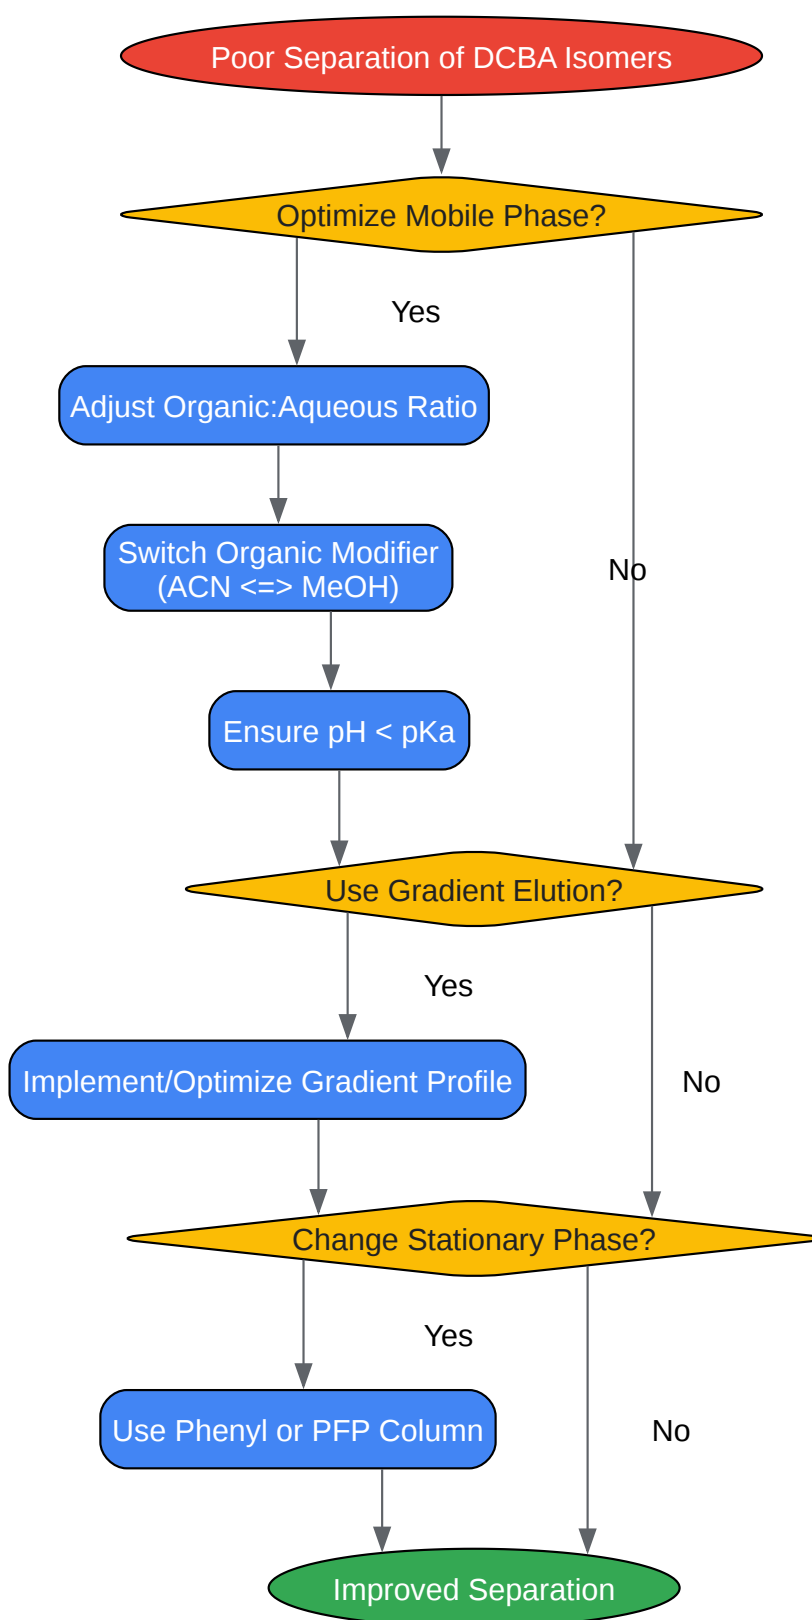 Poor Separation of DCBA Isomers
Optimize Mobile Phase?
Yes
Adjust Organic:Aqueous Ratio
Switch Organic Modifier
(ACN <=> MeOH)
No
Ensure pH < pKa
Use Gradient Elution?
Yes
Implement/Optimize Gradient Profile
No
Change Stationary Phase?
Yes
Use Phenyl or PFP Column
No
Improved Separation